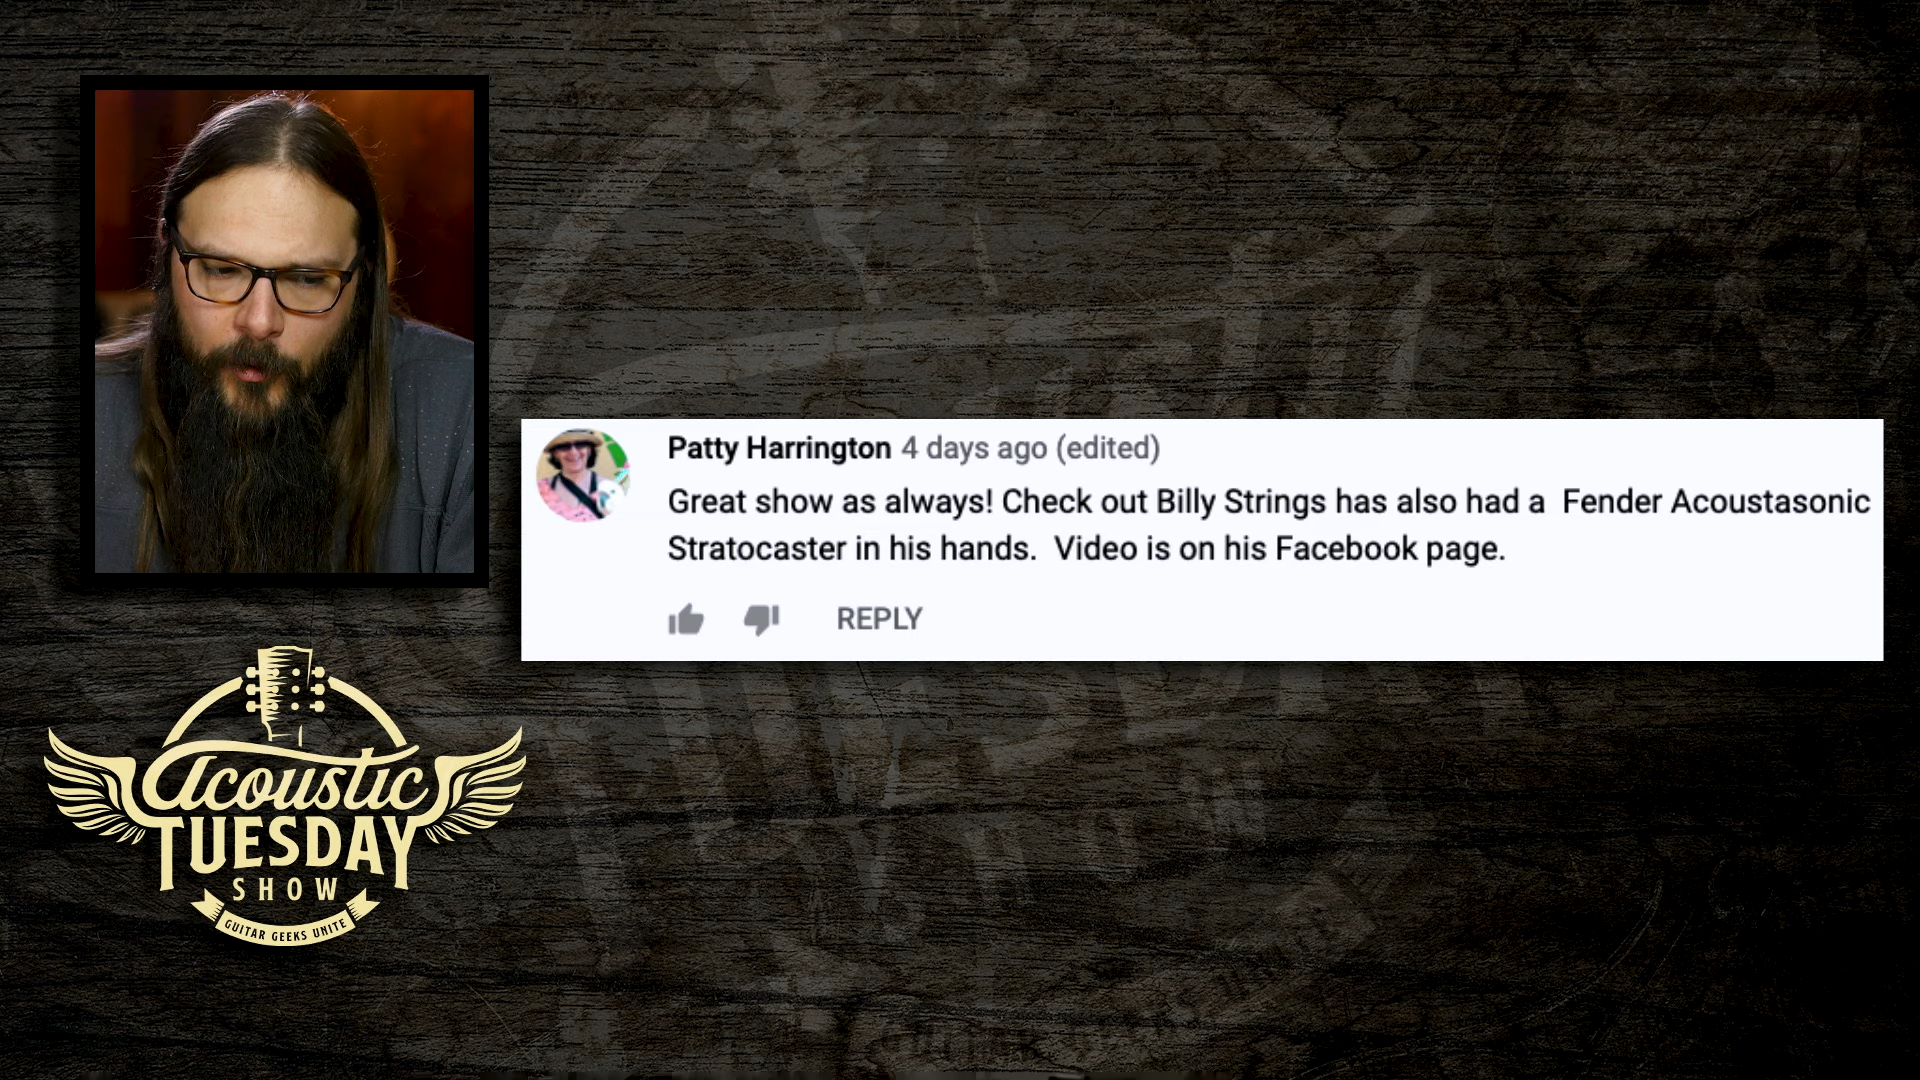 Patty Harrington 4 days ago (edited)
Great show as always! Check out Billy Strings has also had a  Fender Acoustasonic
Stratocaster in his hands.  Video is on his Facebook page.
REPLY
Acoustic
TUESDAY
SHOW
GUITAR GEEKS UNITE